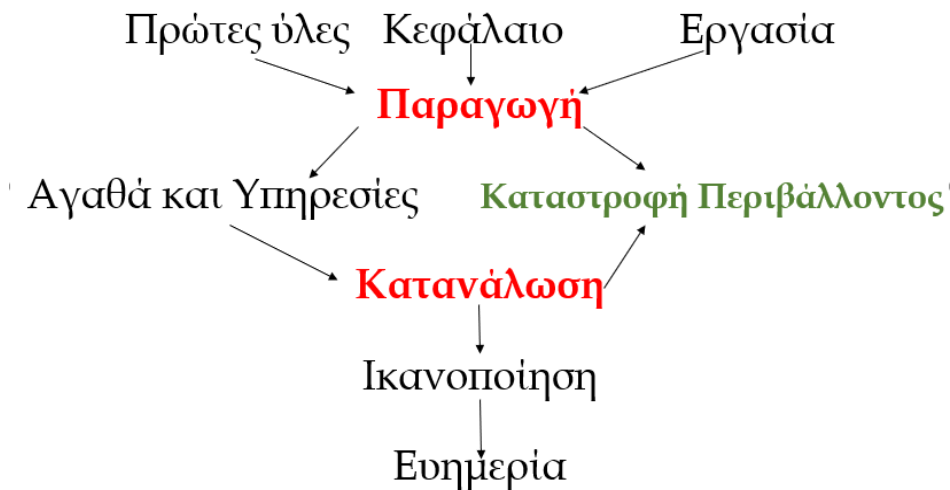 Πρώτες ύλες Κεφάλαιο Εργασία
Παραγωγή
Αγαθά και Υπηρεσίες Καταστροφή Περιβάλλοντος
Κατανάλωση
Ικανοποίηση
Ευημερία